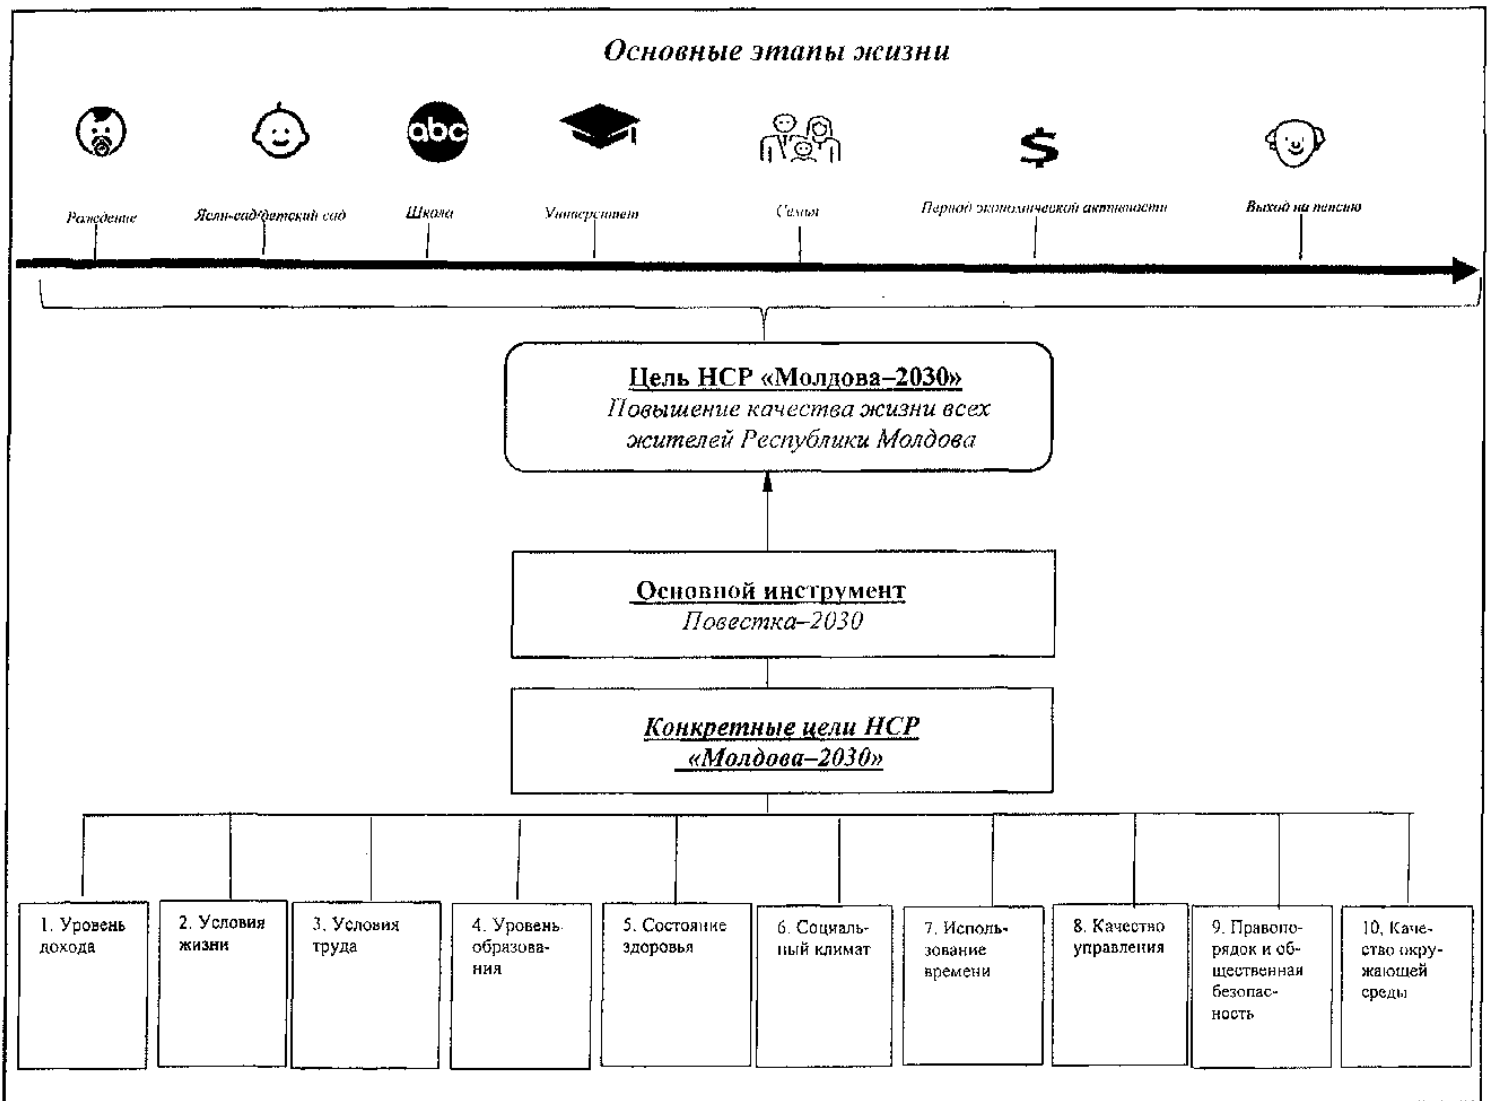 Основные этапы жизни
abc
Рождение
Ясли-сад/детский сад
Школа
Университет
Семья
Период экономической активности
Выход на пенсию
Цель НСР «Молдова–2030»
Повышение качества жизни всех
жителей Республики Молдова
Основной инструмент
Повестка–2030
Конкретные цели НСР
«Молдова–2030»
1. Уровень
дохода
2. Условия
жизни
3. Условия
труда
4. Уровень
образова-
ния
5. Состояние
здоровья
6. Социаль-
ный климат
7. Исполь-
зование
времени
8. Качество
управления
9. Правопо-
рядок и об-
щественная
безопас-
ность
10. Каче-
ство окру-
жающей
среды